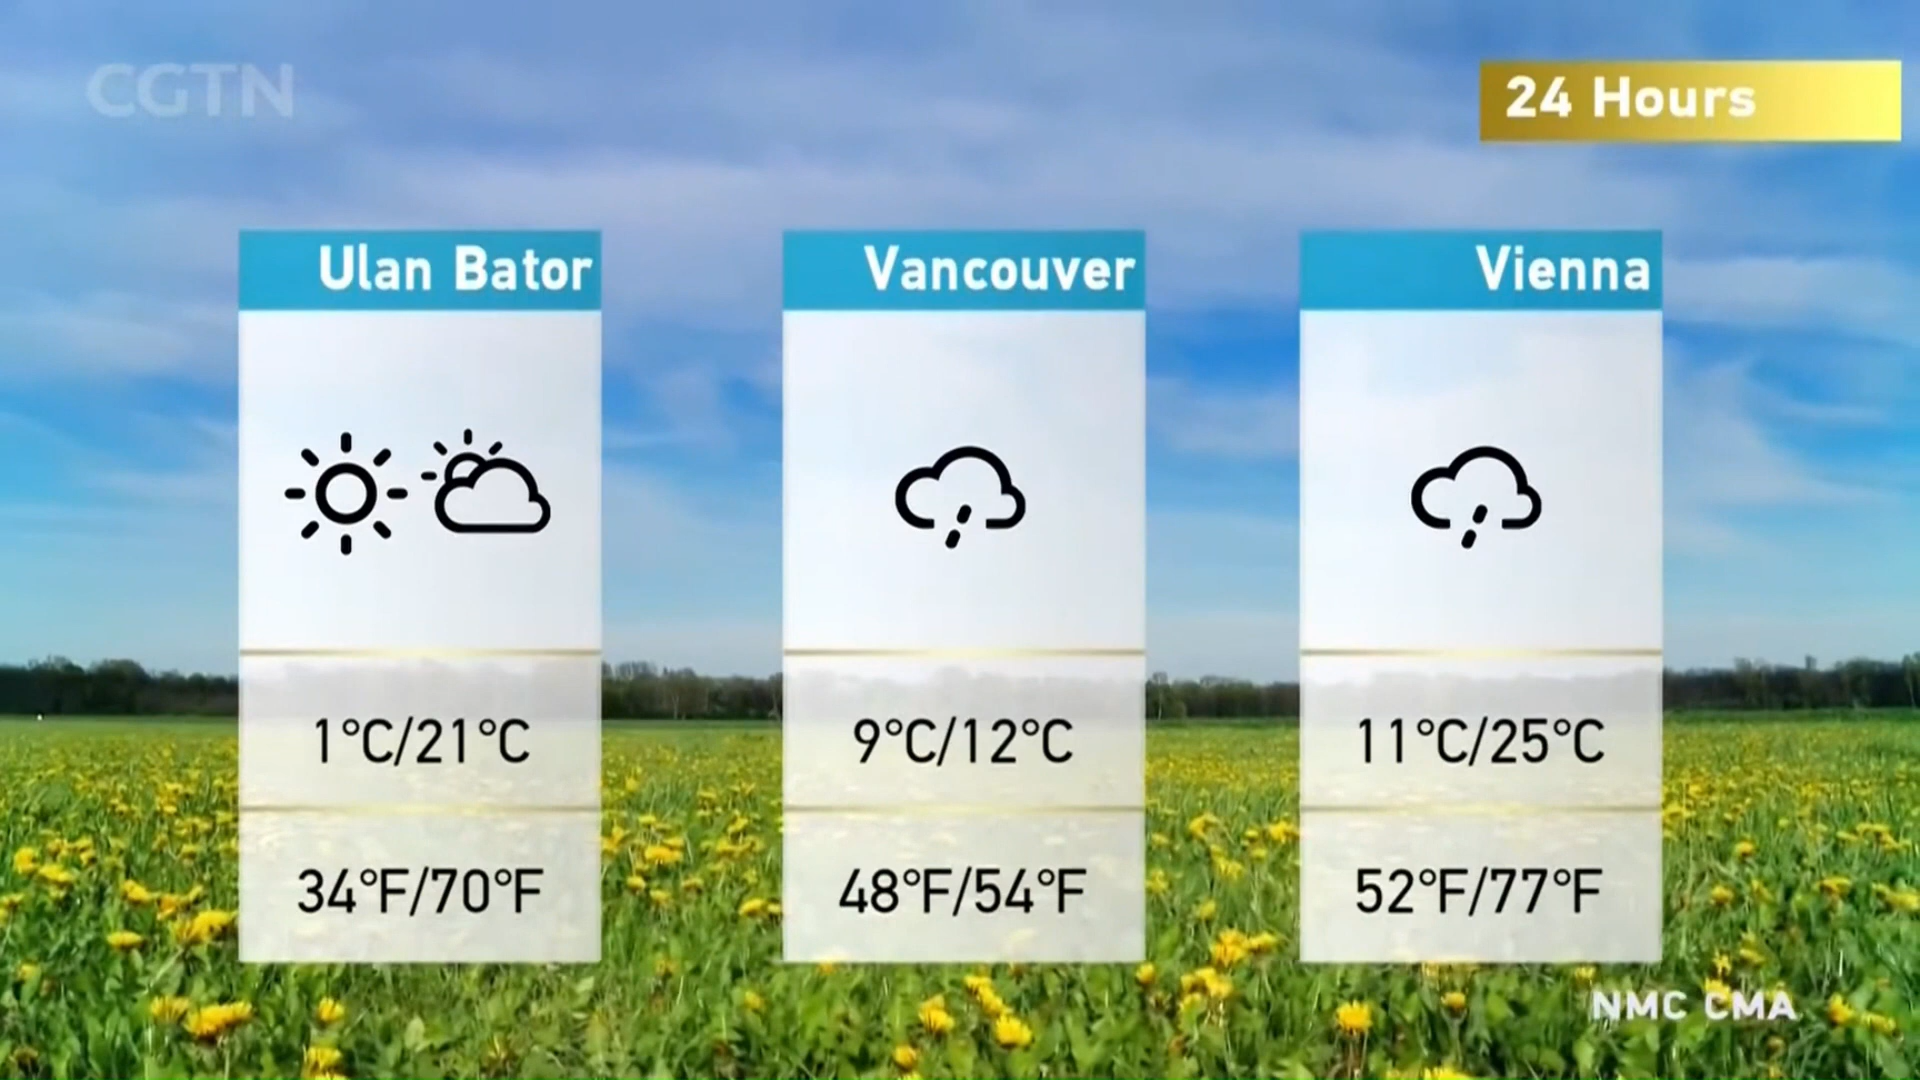 CGTN
24 Hours
Ulan Bator
1°C/21°C
34°F/70°F
Vancouver
9°C/12°C
48°F/54°F
Vienna
11°C/25°C
52°F/77°F
NMC CMA